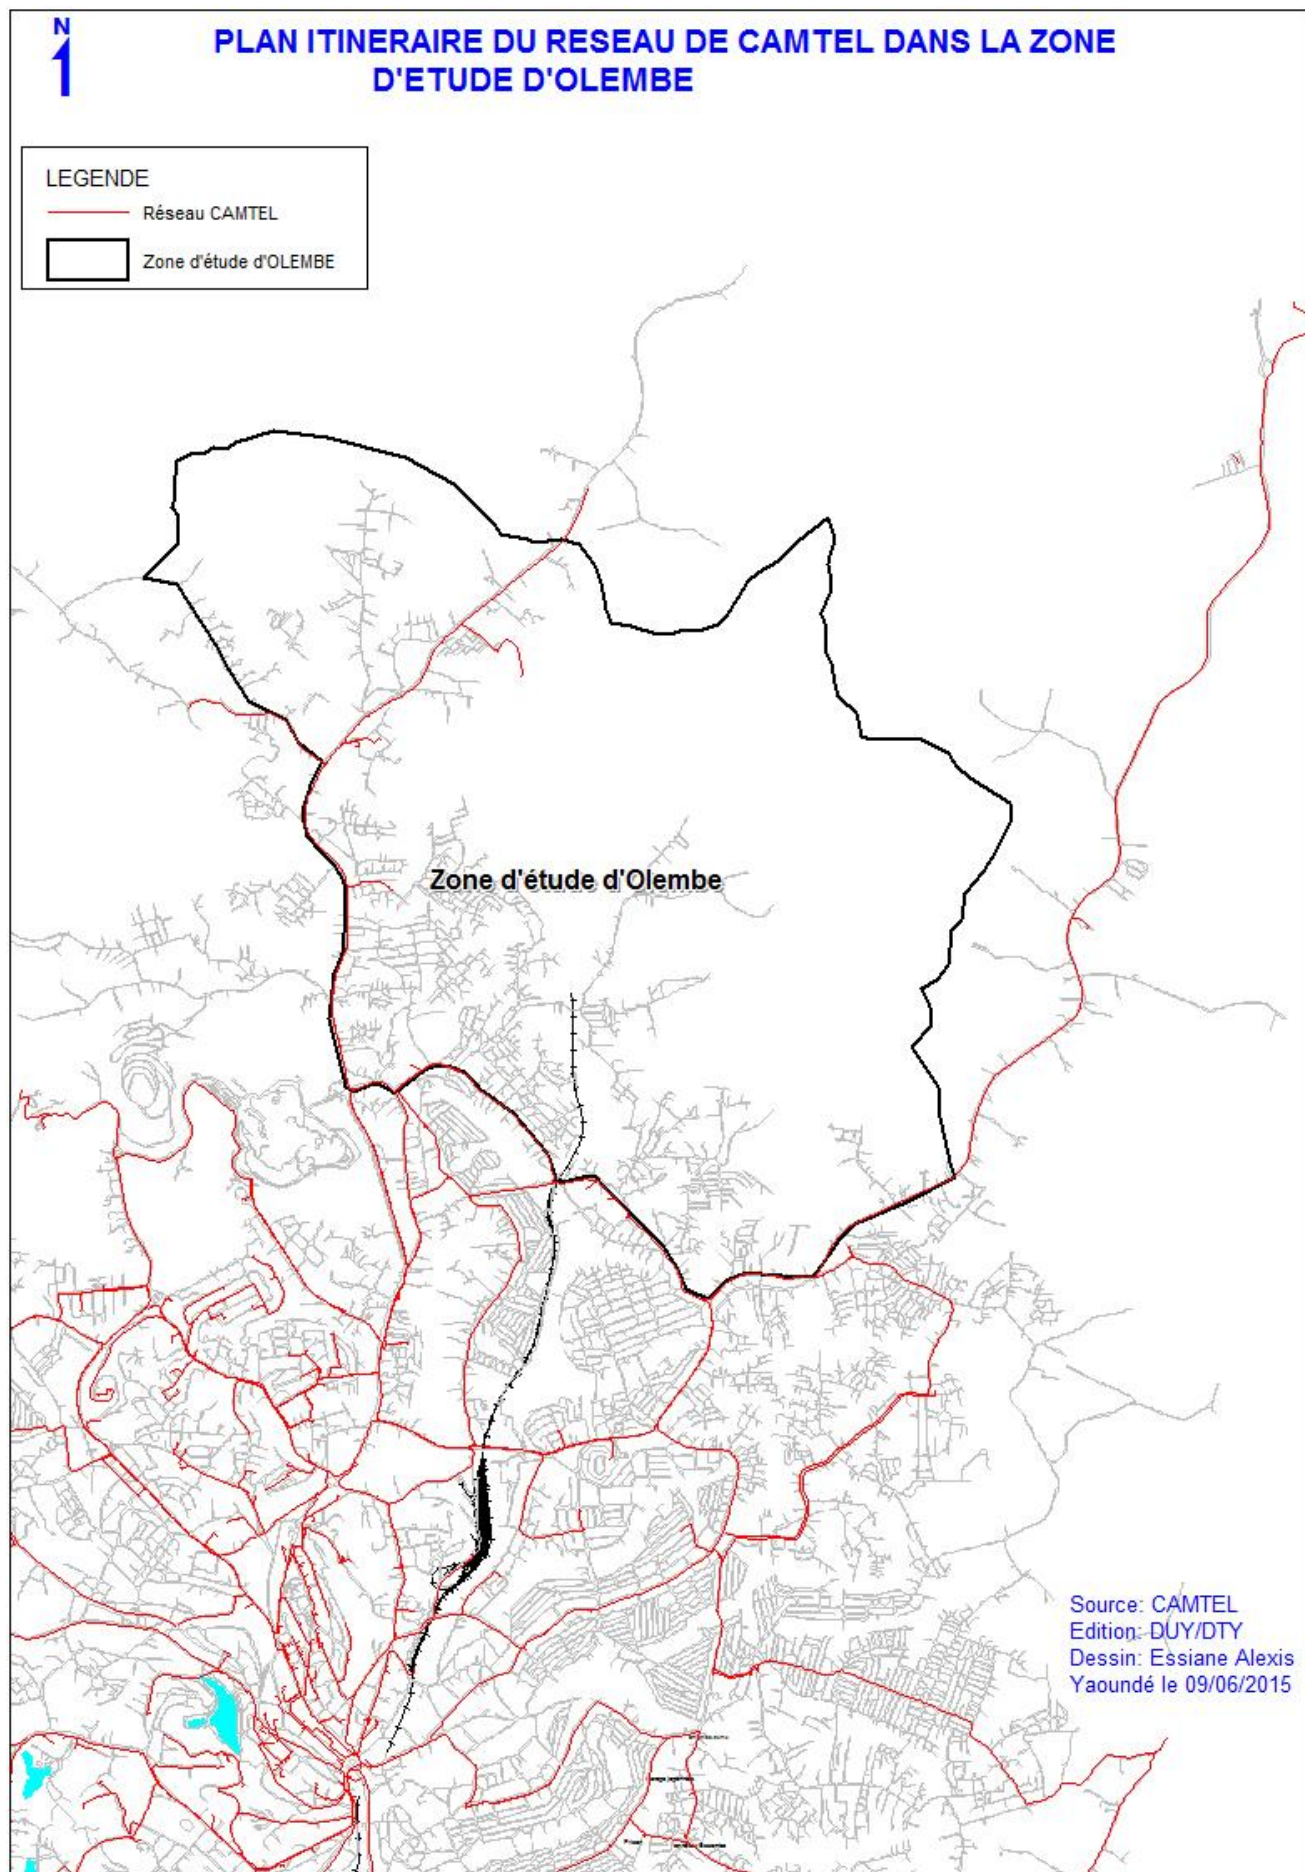 N
PLAN ITINERAIRE DU RESEAU DE CAMTEL DANS LA ZONE
D'ETUDE D'OLEMBE
LEGENDE
Réseau CAMTEL
Zone d'étude d'OLEMBE
Zone d'étude d'Olembe
Source: CAMTEL
Edition: DUY/DTY
Dessin: Essiane Alexis
Yaoundé le 09/06/2015